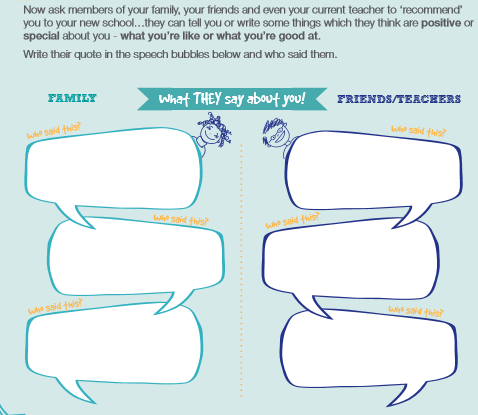 Now ask members of your family, your friends and even your current teacher to ‘recommend’
you to your new school…they can tell you or write some things which they think are positive or
special about you - what you’re like or what you’re good at.
Write their quote in the speech bubbles below and who said them.
FAMILY
What THEY say about you!
FRIENDS/TEACHERS
Who said this?
Who said this?
Who said this?
Who said this?
Who said this?
Who said this?